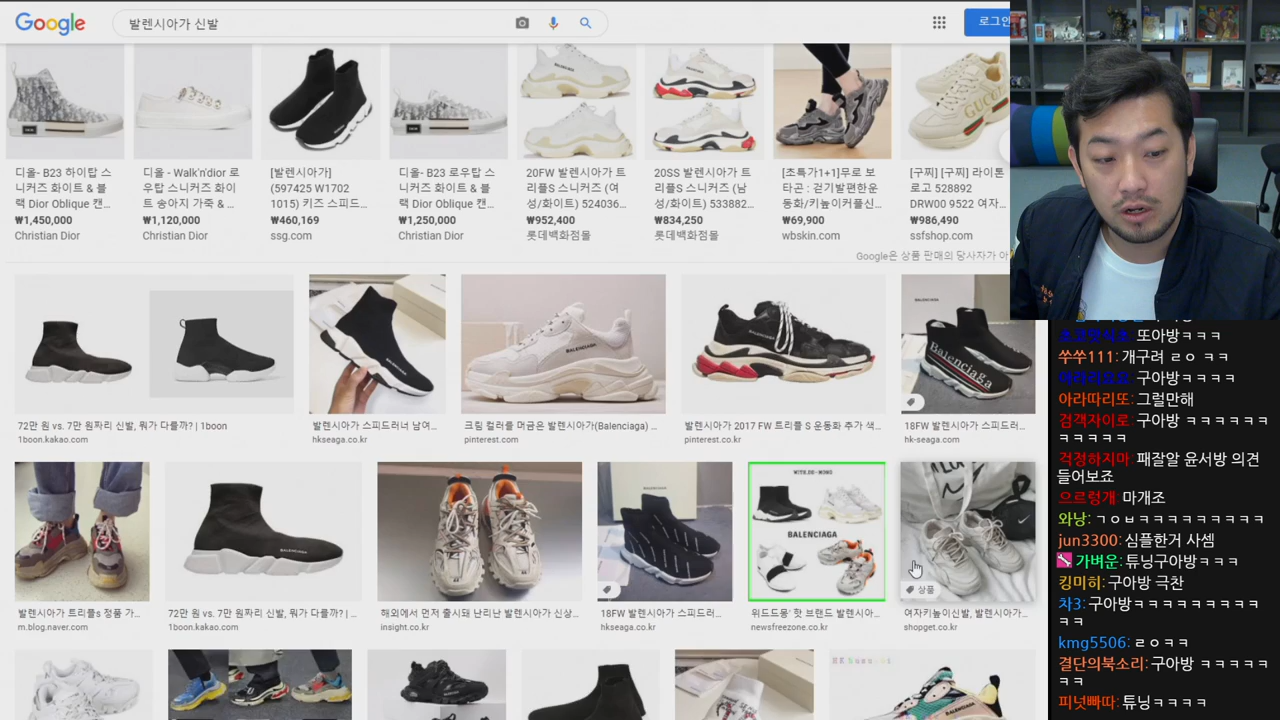 Google
발렌시아가 신발
로그인
디올- B23 하이탑 스
니커즈 화이트 & 블
랙 Dior Oblique 캔...
₩1,450,000
Christian Dior
디올 - Walk'n'dior 로
우탑 스니커즈 화이
트 송아지 가죽 & ...
₩1,120,000
Christian Dior
[발렌시아가]
(597425 W1702
1015) 키즈 스피드...
₩460,169
ssg.com
디올- B23 로우탑 스
니커즈 화이트 & 블
랙 Dior Oblique 캔...
₩1,250,000
Christian Dior
20FW 발렌시아가 트
리플S 스니커즈 (여
성/화이트) 524036...
₩952,400
롯데백화점몰
20SS 발렌시아가 트
리플S 스니커즈 (남
성/화이트) 533882...
₩834,250
롯데백화점몰
[초특가1+1]무로 보
타곤 : 걷기발편한운
동화/키높이커플신...
₩69,900
wbskin.com
GUCCI
[구찌] [구찌] 라이톤
로고 528892
DRW00 9522 여자...
₩986,490
ssfshop.com
Google은 상품 판매의 당사자가 아
72만 원 vs. 7만 원짜리 신발, 뭐가 다를까? | 1boon
1boon.kakao.com
발렌시아가 스피드러너 남여...
hkseaga.co.kr
BALENCIAGA
크림 컬러를 머금은 발렌시아가(Balenciaga) ...
pinterest.com
발렌시아가 2017 FW 트리플 S 운동화 추가 색...
pinterest.co.kr
Balenciaga
18FW 발렌시아가 스피드러...
hk-seaga.com
발렌시아가 트리플s 정품 가...
m.blog.naver.com
BALENCIAGA
72만 원 vs. 7만 원짜리 신발, 뭐가 다를까? | ...
1boon.kakao.com
해외에서 먼저 출시돼 난리난 발렌시아가 신상...
insight.co.kr
18FW 발렌시아가 스피드러...
hkseaga.co.kr
BALENCIAGA
위드드몽' 핫 브랜드 발렌시아...
newsfreezone.co.kr
상품
여자키높이신발, 발렌시아가...
shopget.co.kr
또아방ㅋㅋㅋ
쑤쑤111: 개구려 ㄹㅇ ㅋㅋ
구아방ㅋㅋㅋㅋ
아라따리또: 그럴만해
검객자이로: 구아방 ㅋㅋㅋㅋㅋㅋ
ㅋㅋㅋㅋㅋ
걱정하지마: 패잘알 윤서방 의견
들어보죠
으르렁개: 마개조
와낭: ㄱㅇㅂㅋㅋㅋㅋㅋㅋㅋㅋㅋ
jun3300: 심플한거 사셈
가벼운: 튜닝구아방ㅋㅋㅋ
킹미히: 구아방 극찬
차3: 구아방ㅋㅋㅋㅋㅋㅋㅋㅋㅋ
ㅋㅋ
kmg5506: ㄹㅇㅋㅋ
결단의북소리: 구아방 ㅋㅋㅋㅋㅋ
ㅋㅋ
피넛빠따: 튜닝ㅋㅋㅋㅋ